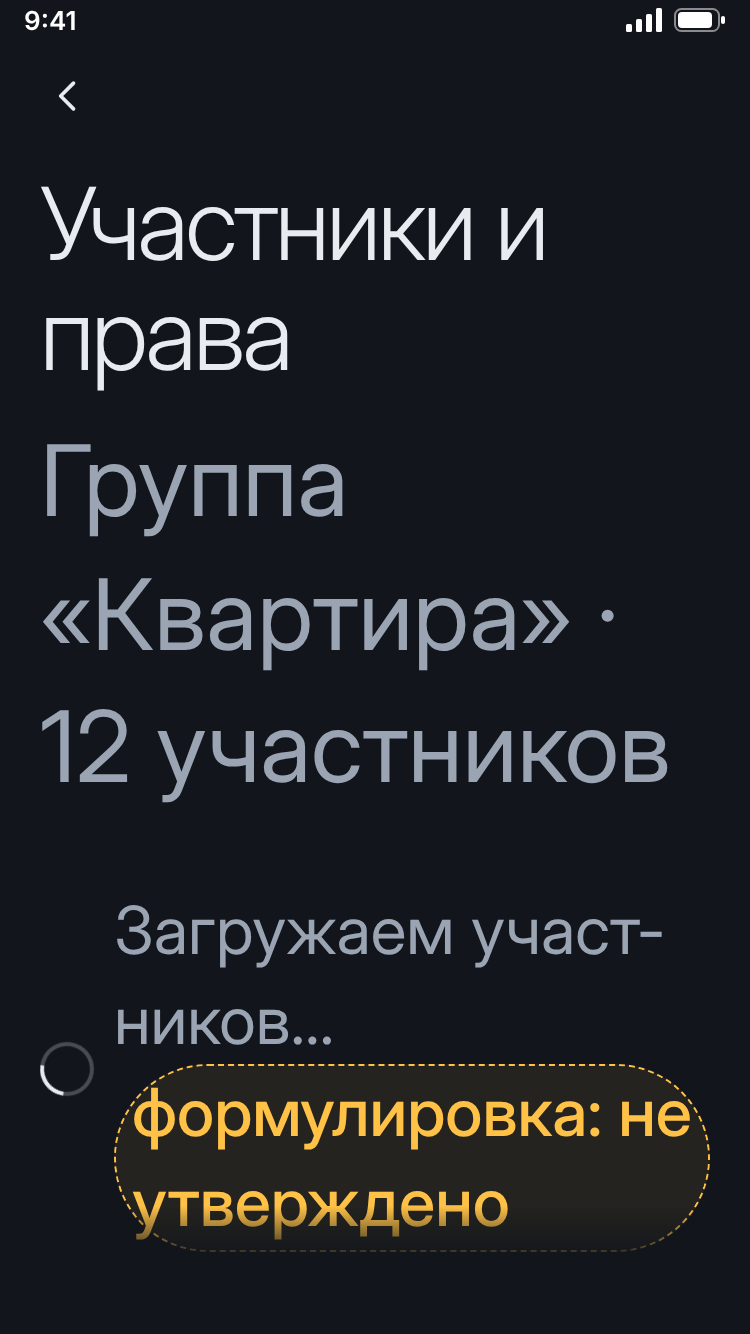 9:41
Участники и
права
Группа
«Квартира» ·
12 участников
Загружаем участ-
ников…
формулировка: не
утверждено